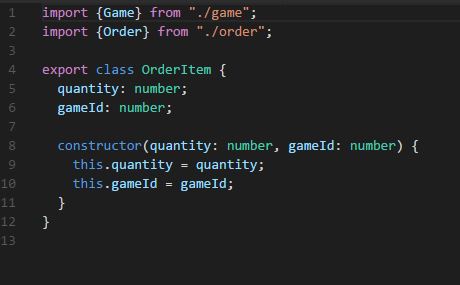 1 import {Game} from "./game";
2 import {Order} from "./order";
3
4 export class OrderItem {
5   quantity: number;
6   gameId: number;
7
8   constructor(quantity: number, gameId: number) {
9     this.quantity = quantity;
10     this.gameId = gameId;
11   }
12 }
13